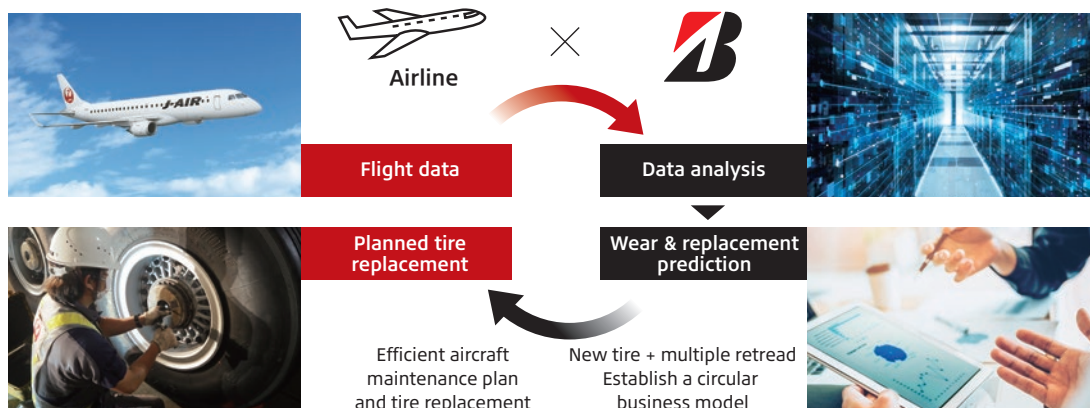 J-AIR
Airline
Flight data
Data analysis
Planned tire
replacement
Wear & replacement
prediction
Efficient aircraft
maintenance plan
and tire replacement
New tire + multiple retread
Establish a circular
business model